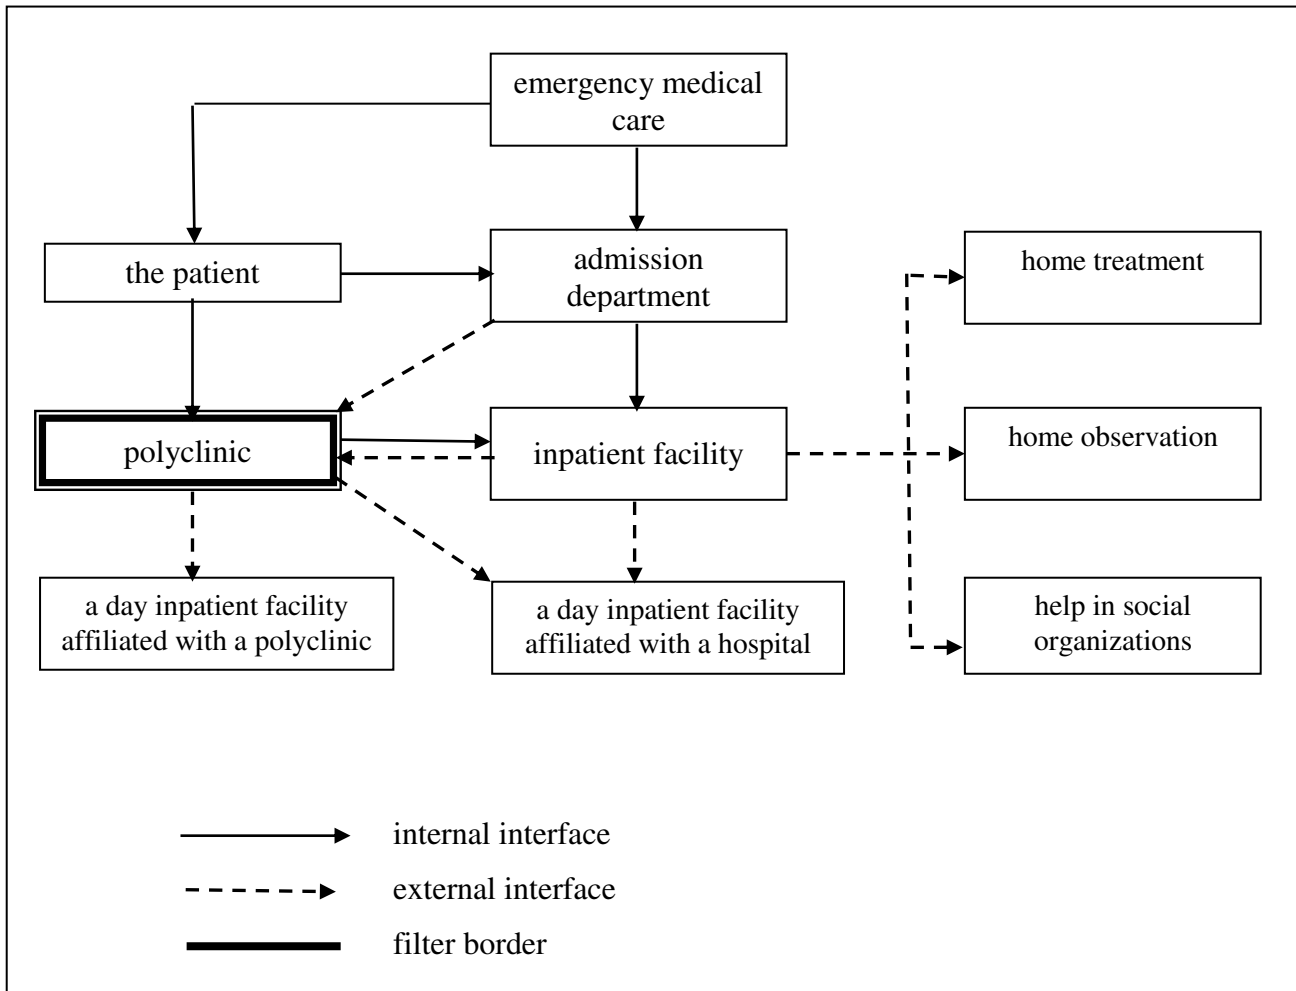 emergency medical
care
the patient
admission
department
home treatment
polyclinic
inpatient facility
home observation
a day inpatient facility
affiliated with a polyclinic
a day inpatient facility
affiliated with a hospital
help in social
organizations
internal interface
external interface
filter border